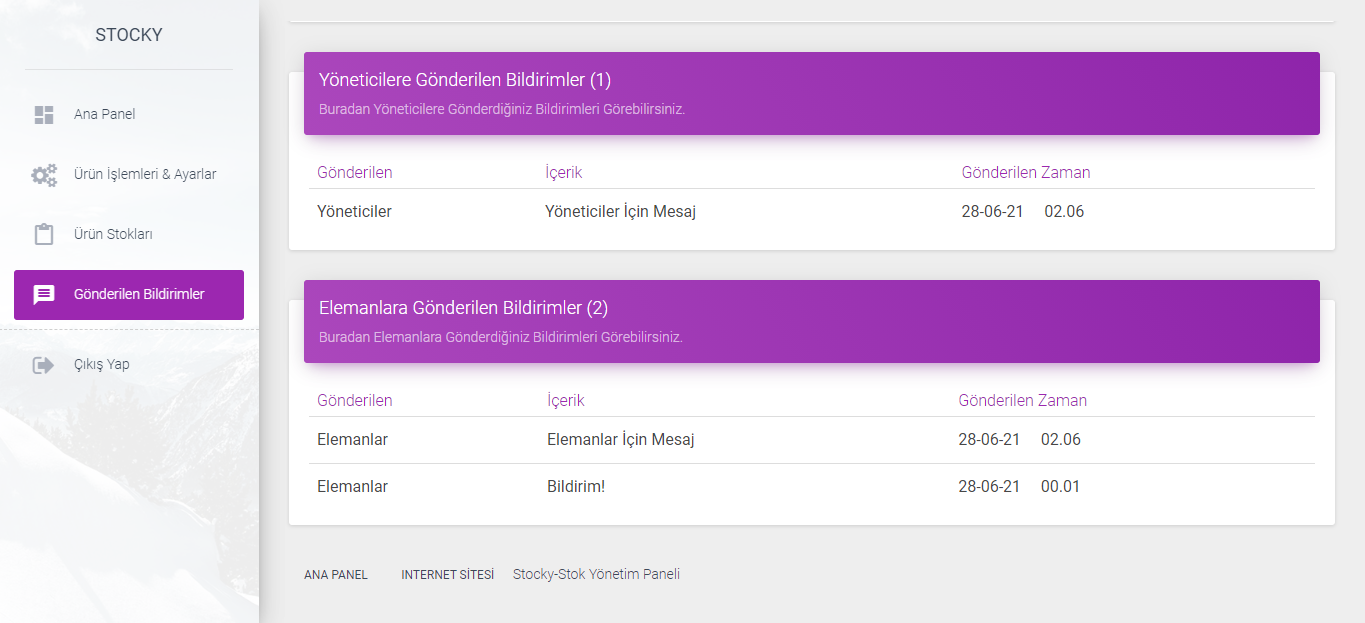 STOCKY
Ana Panel
Ürün İşlemleri & Ayarlar
Ürün Stokları
Gönderilen Bildirimler
Çıkış Yap
Yöneticilere Gönderilen Bildirimler (1)
Buradan Yöneticilere Gönderdiğiniz Bildirimleri Görebilirsiniz.
Gönderilen İçerik Gönderilen Zaman
Yöneticiler Yöneticiler İçin Mesaj 28-06-21 02.06
Elemanlara Gönderilen Bildirimler (2)
Buradan Elemanlara Gönderdiğiniz Bildirimleri Görebilirsiniz.
Gönderilen İçerik Gönderilen Zaman
Elemanlar Elemanlar İçin Mesaj 28-06-21 02.06
Elemanlar Bildirim! 28-06-21 00.01
ANA PANEL INTERNET SİTESİ Stocky-Stok Yönetim Paneli